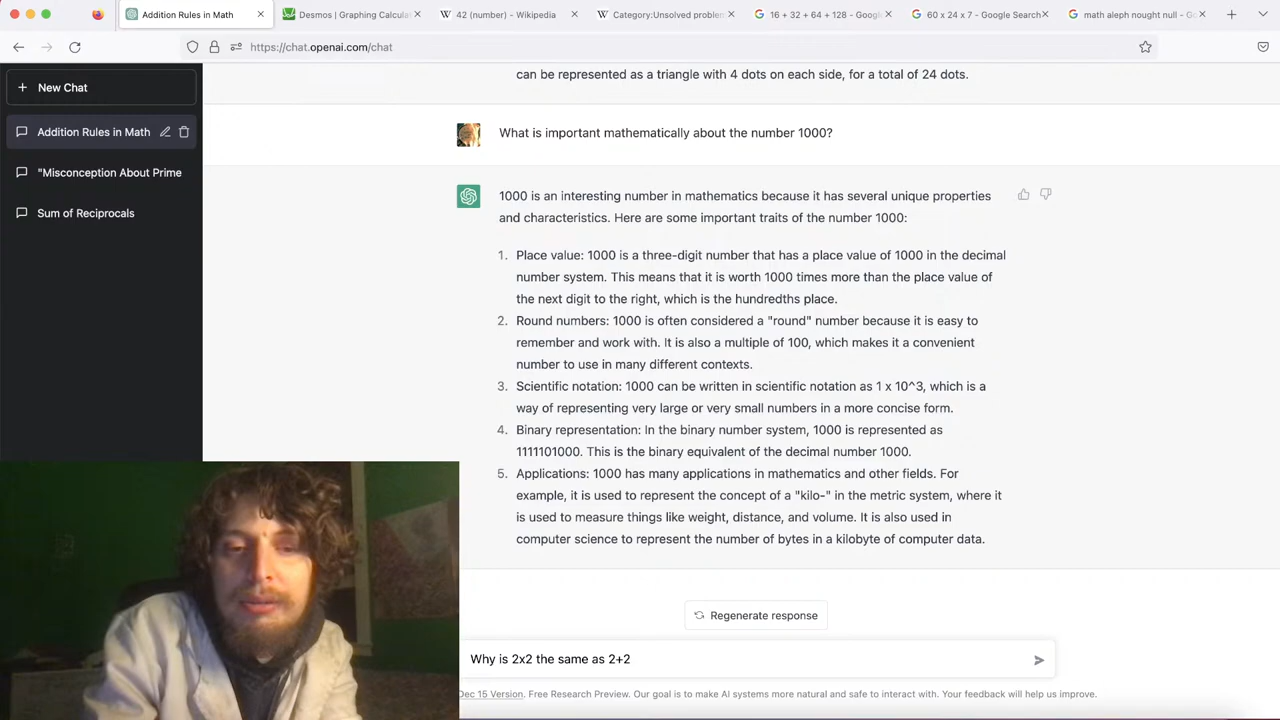 Addition Rules in Math
Desmos | Graphing Calcula
42 (number) - Wikipedia
Category:Unsolved problem
16 + 32 + 64 + 128 - Googl
60 x 24 x 7 - Google Search
math aleph nought null - Go
https://chat.openai.com/chat
New Chat
Addition Rules in Math
"Misconception About Prime
Sum of Reciprocals
can be represented as a triangle with 4 dots on each side, for a total of 24 dots.
What is important mathematically about the number 1000?
1000 is an interesting number in mathematics because it has several unique properties
and characteristics. Here are some important traits of the number 1000:
1. Place value: 1000 is a three-digit number that has a place value of 1000 in the decimal
number system. This means that it is worth 1000 times more than the place value of
the next digit to the right, which is the hundredths place.
2. Round numbers: 1000 is often considered a "round" number because it is easy to
remember and work with. It is also a multiple of 100, which makes it a convenient
number to use in many different contexts.
3. Scientific notation: 1000 can be written in scientific notation as 1 x 10^3, which is a
way of representing very large or very small numbers in a more concise form.
4. Binary representation: In the binary number system, 1000 is represented as
1111101000. This is the binary equivalent of the decimal number 1000.
5. Applications: 1000 has many applications in mathematics and other fields. For
example, it is used to represent the concept of a "kilo-" in the metric system, where it
is used to measure things like weight, distance, and volume. It is also used in
computer science to represent the number of bytes in a kilobyte of computer data.
Regenerate response
Why is 2x2 the same as 2+2
Dec 15 Version. Free Research Preview. Our goal is to make AI systems more natural and safe to interact with. Your feedback will help us improve.